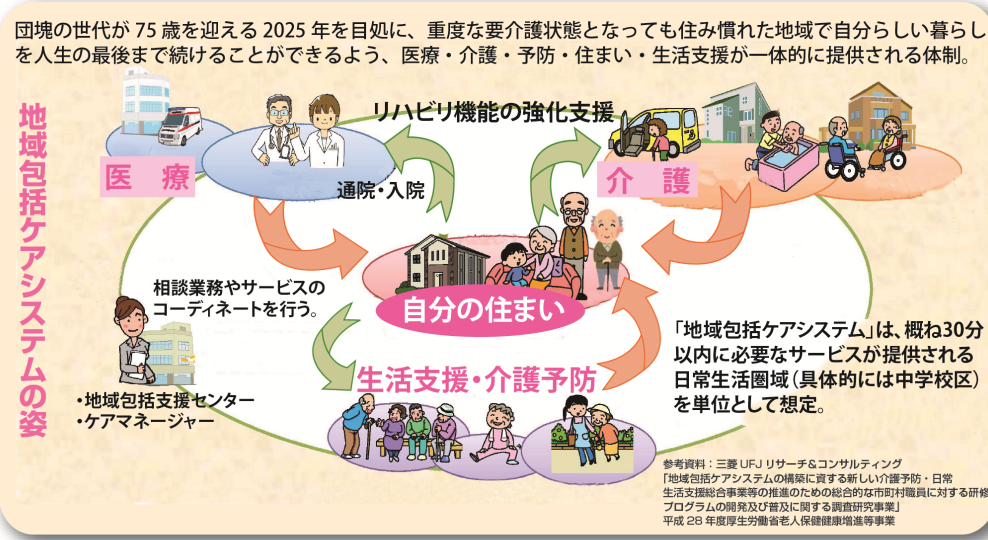 団塊の世代が 75 歳を迎える 2025 年を目処に、重度な要介護状態となっても住み慣れた地域で自分らしい暮らし
を人生の最後まで続けることができるよう、医療・介護・予防・住まい・生活支援が一体的に提供される体制。
地域包括ケアシステムの姿
リハビリ機能の強化支援
医 療
介 護
通院・入院
相談業務やサービスの
コーディネートを行う。
自分の住まい
「地域包括ケアシステム」は、概ね30分
以内に必要なサービスが提供される
日常生活圏域（具体的には中学校区）
を単位として想定。
生活支援・介護予防
・地域包括支援センター
・ケアマネージャー
参考資料：三菱 UFJ リサーチ＆コンサルティング
「地域包括ケアシステムの構築に資する新しい介護予防・日常
生活支援総合事業等の推進のための総合的な市町村職員に対する研修
プログラムの開発及び普及に関する調査研究事業」
平成 28 年度厚生労働省老人保健健康増進等事業